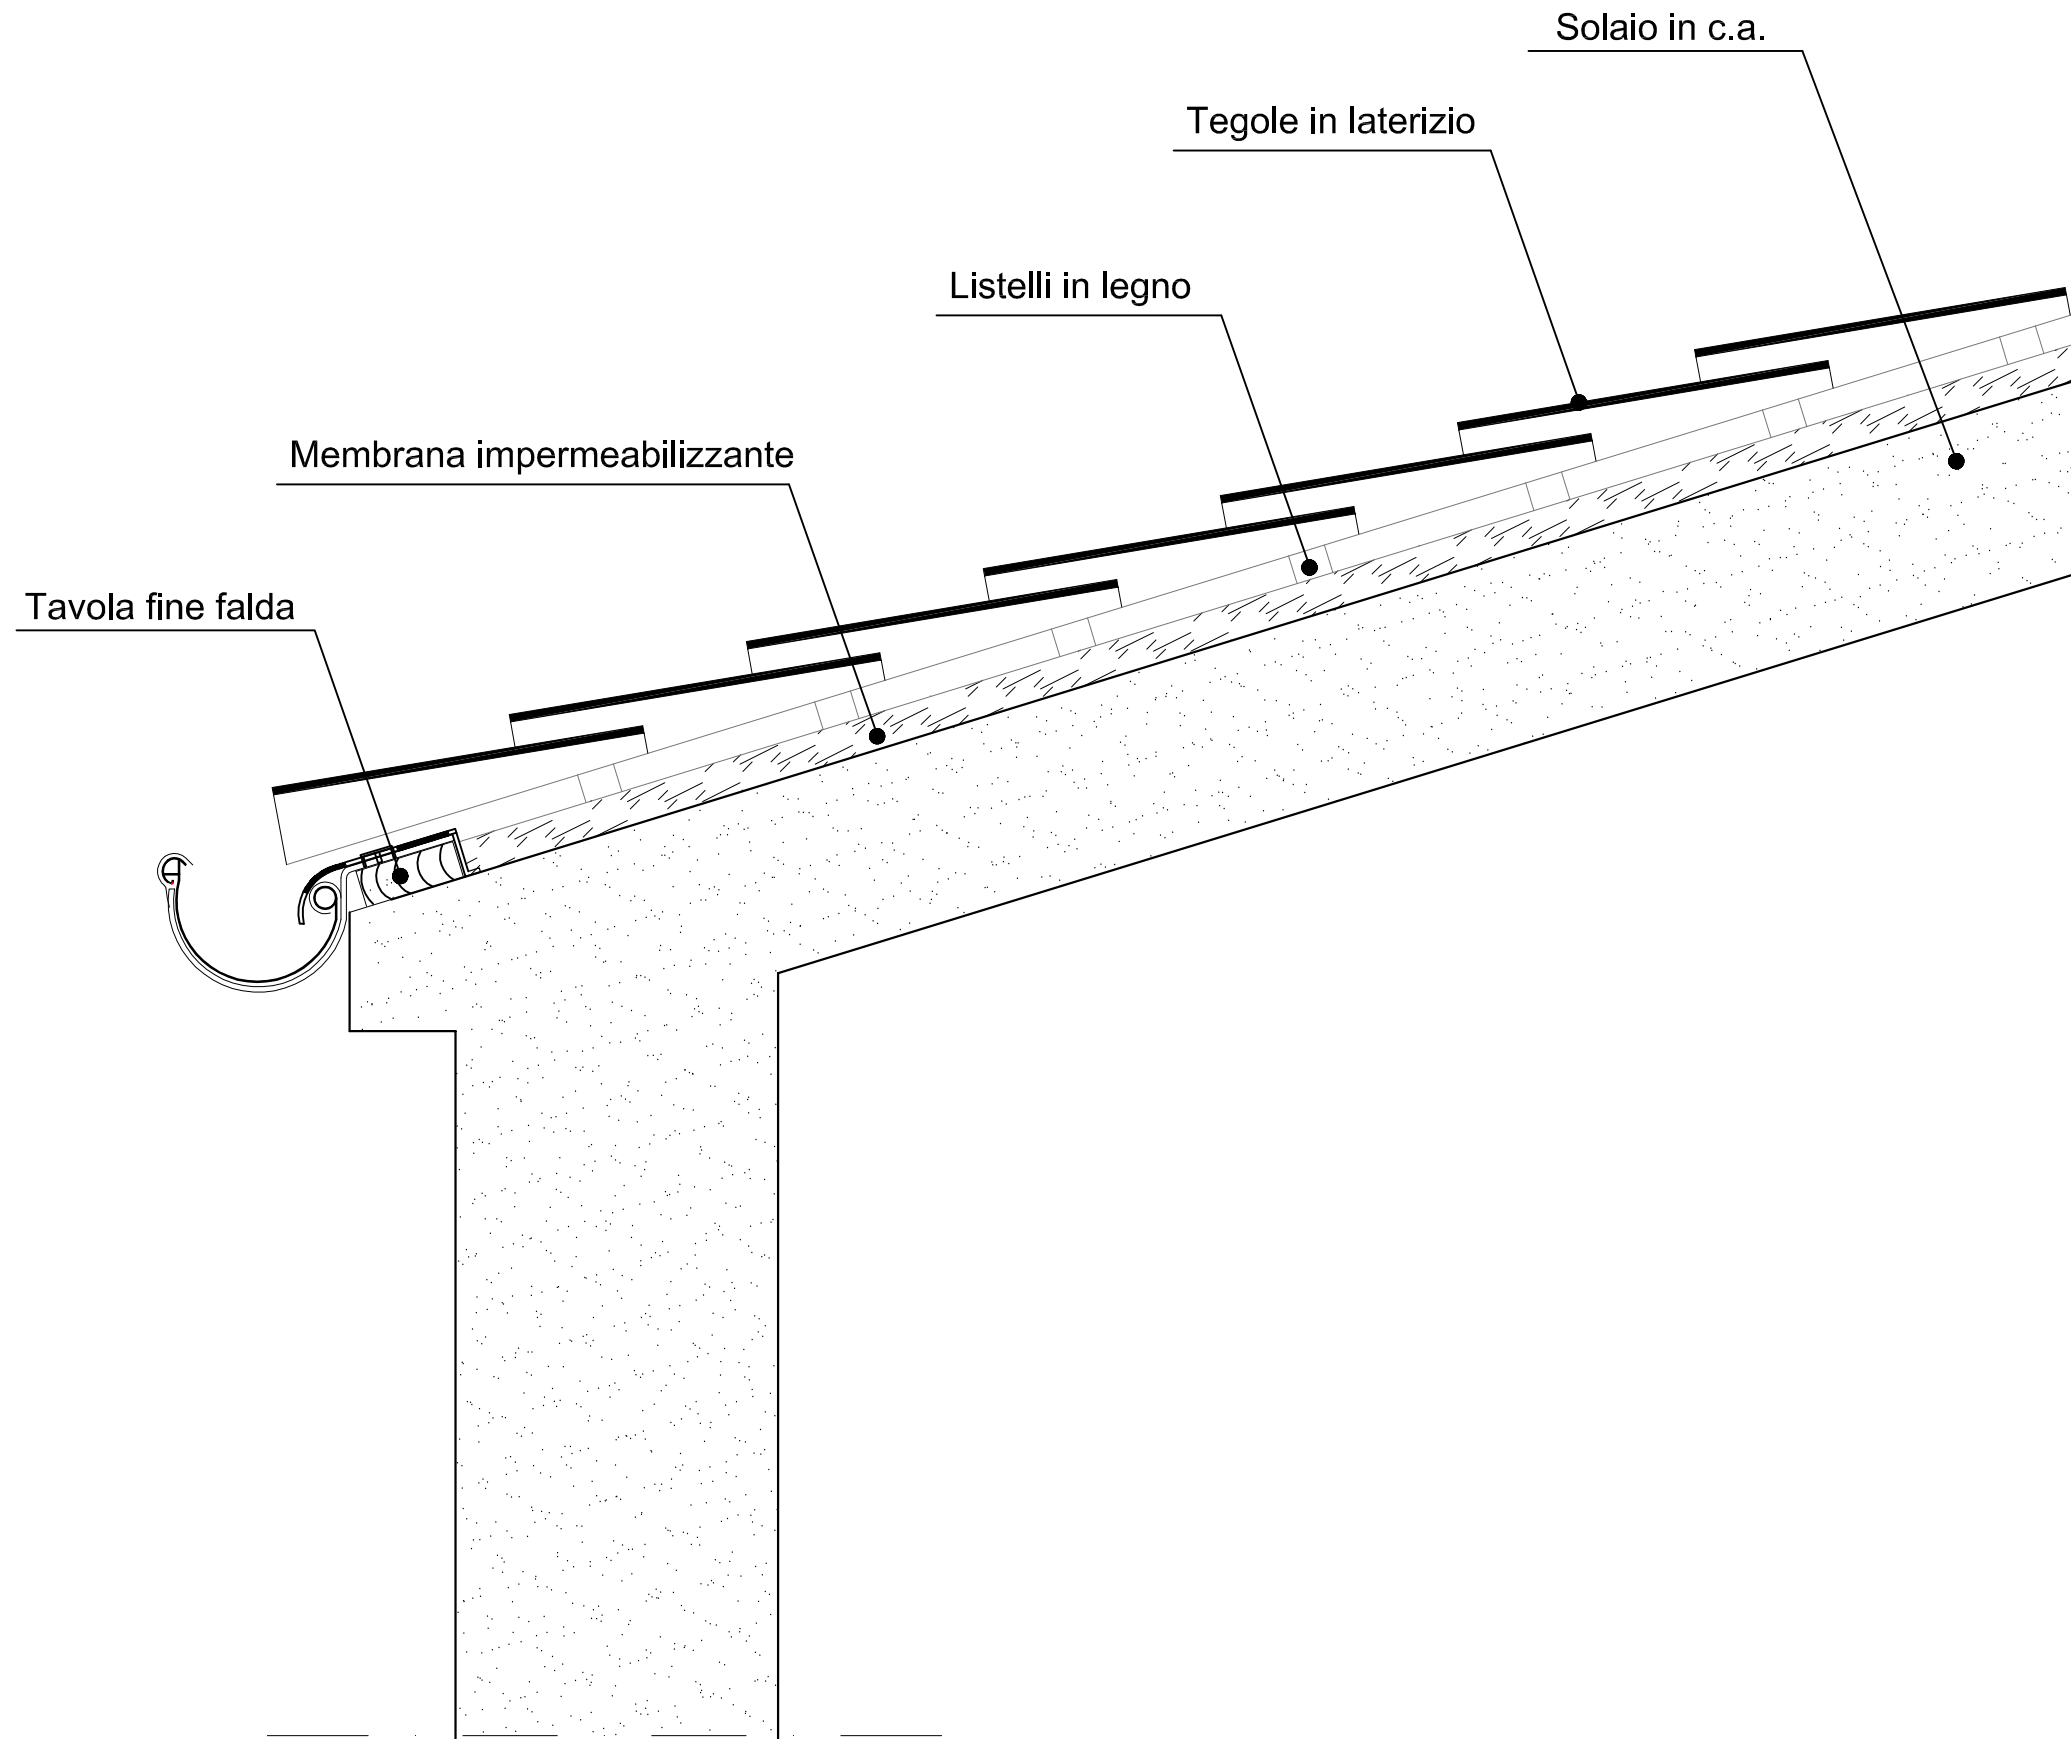 Solaio in c.a.
Tegole in laterizio
Listelli in legno
Membrana impermeabilizzante
Tavola fine falda